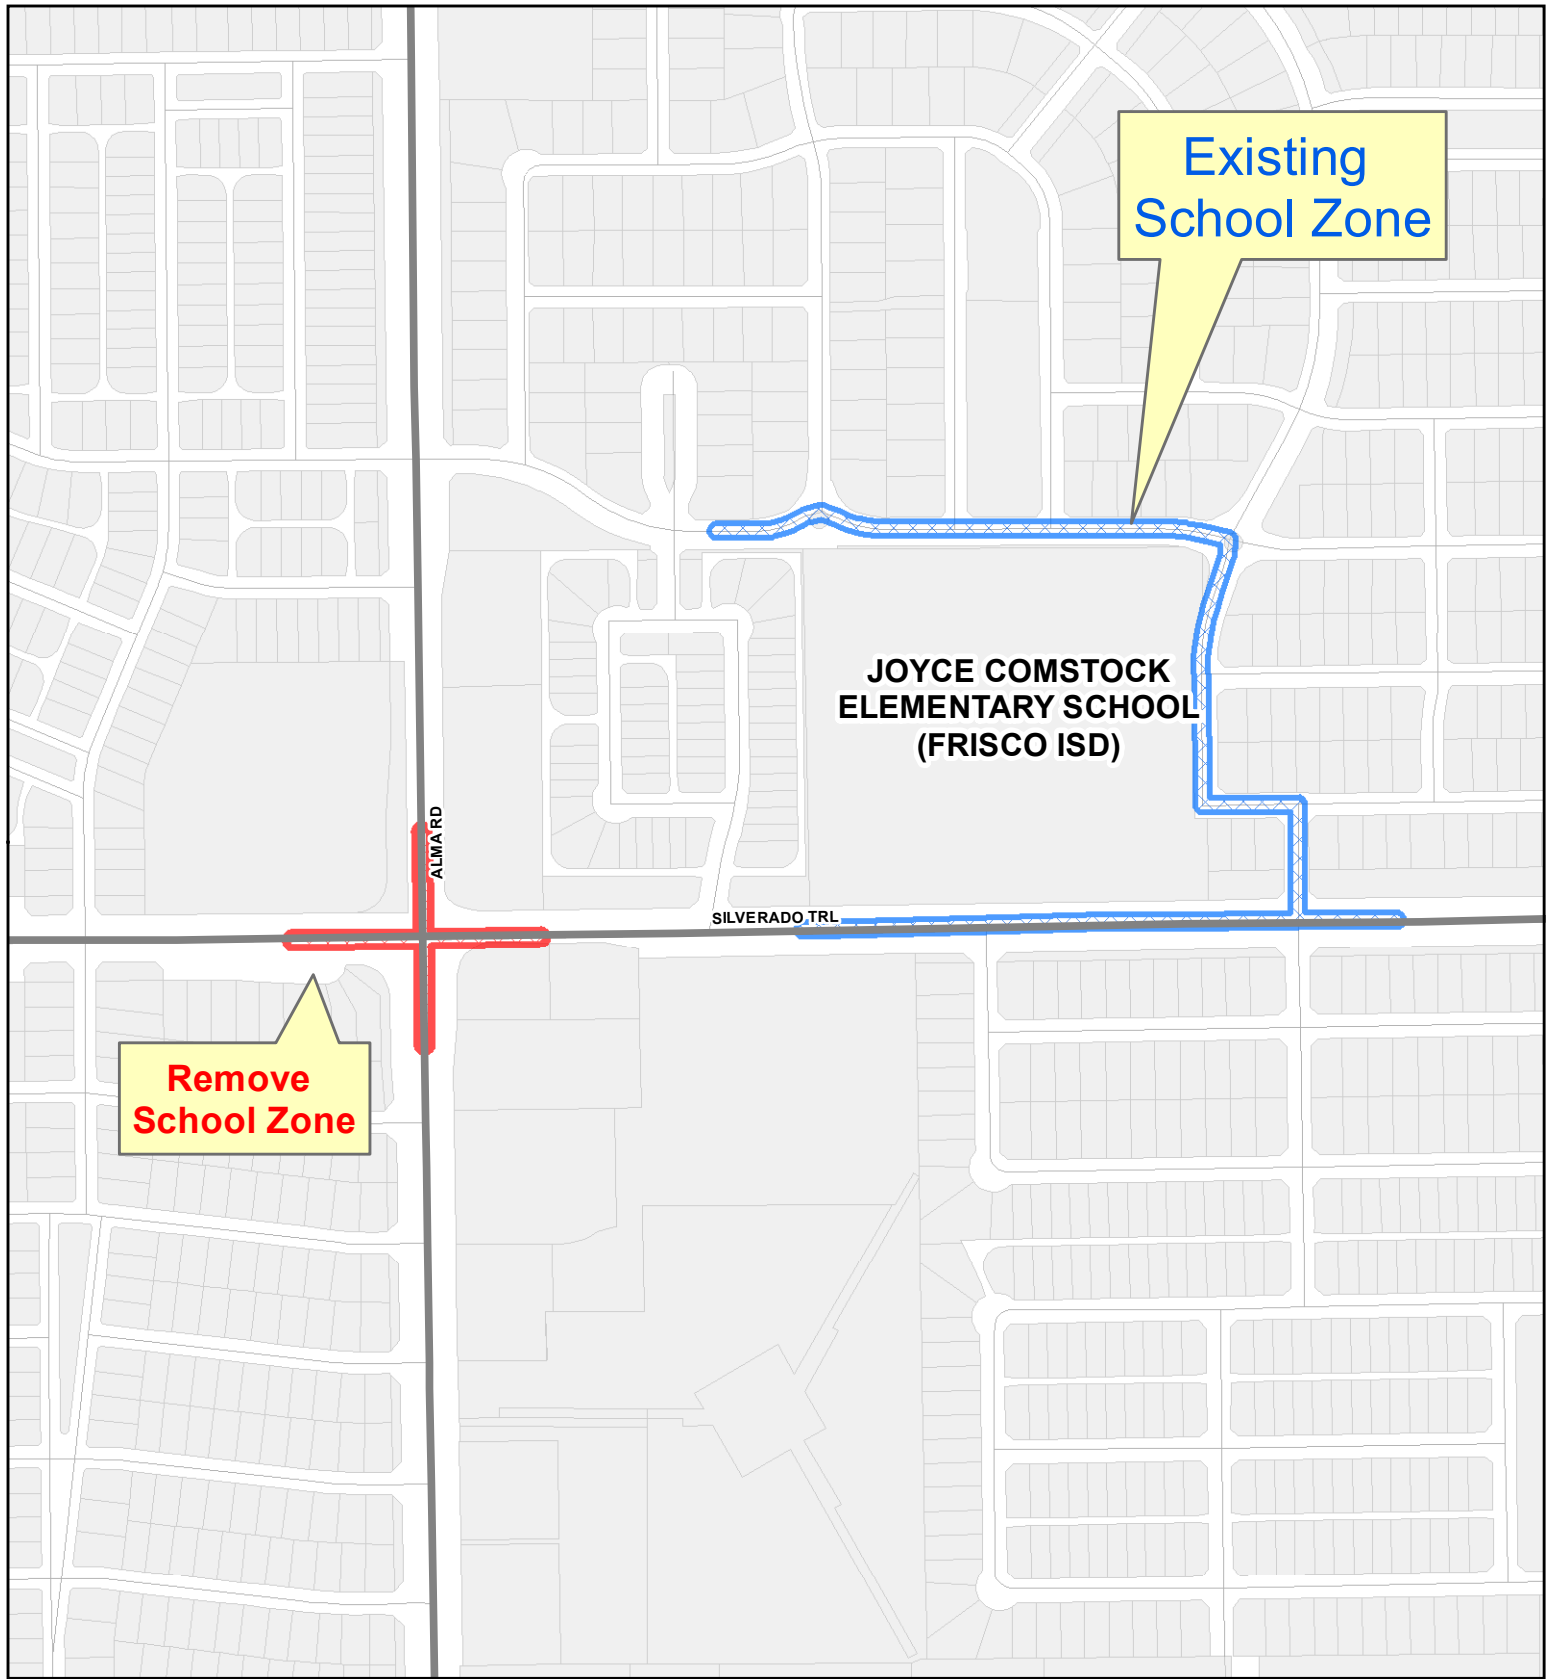 Existing
School Zone
JOYCE COMSTOCK
ELEMENTARY SCHOOL
(FRISCO ISD)
ALMA RD
SILVERADO TRL
Remove
School Zone